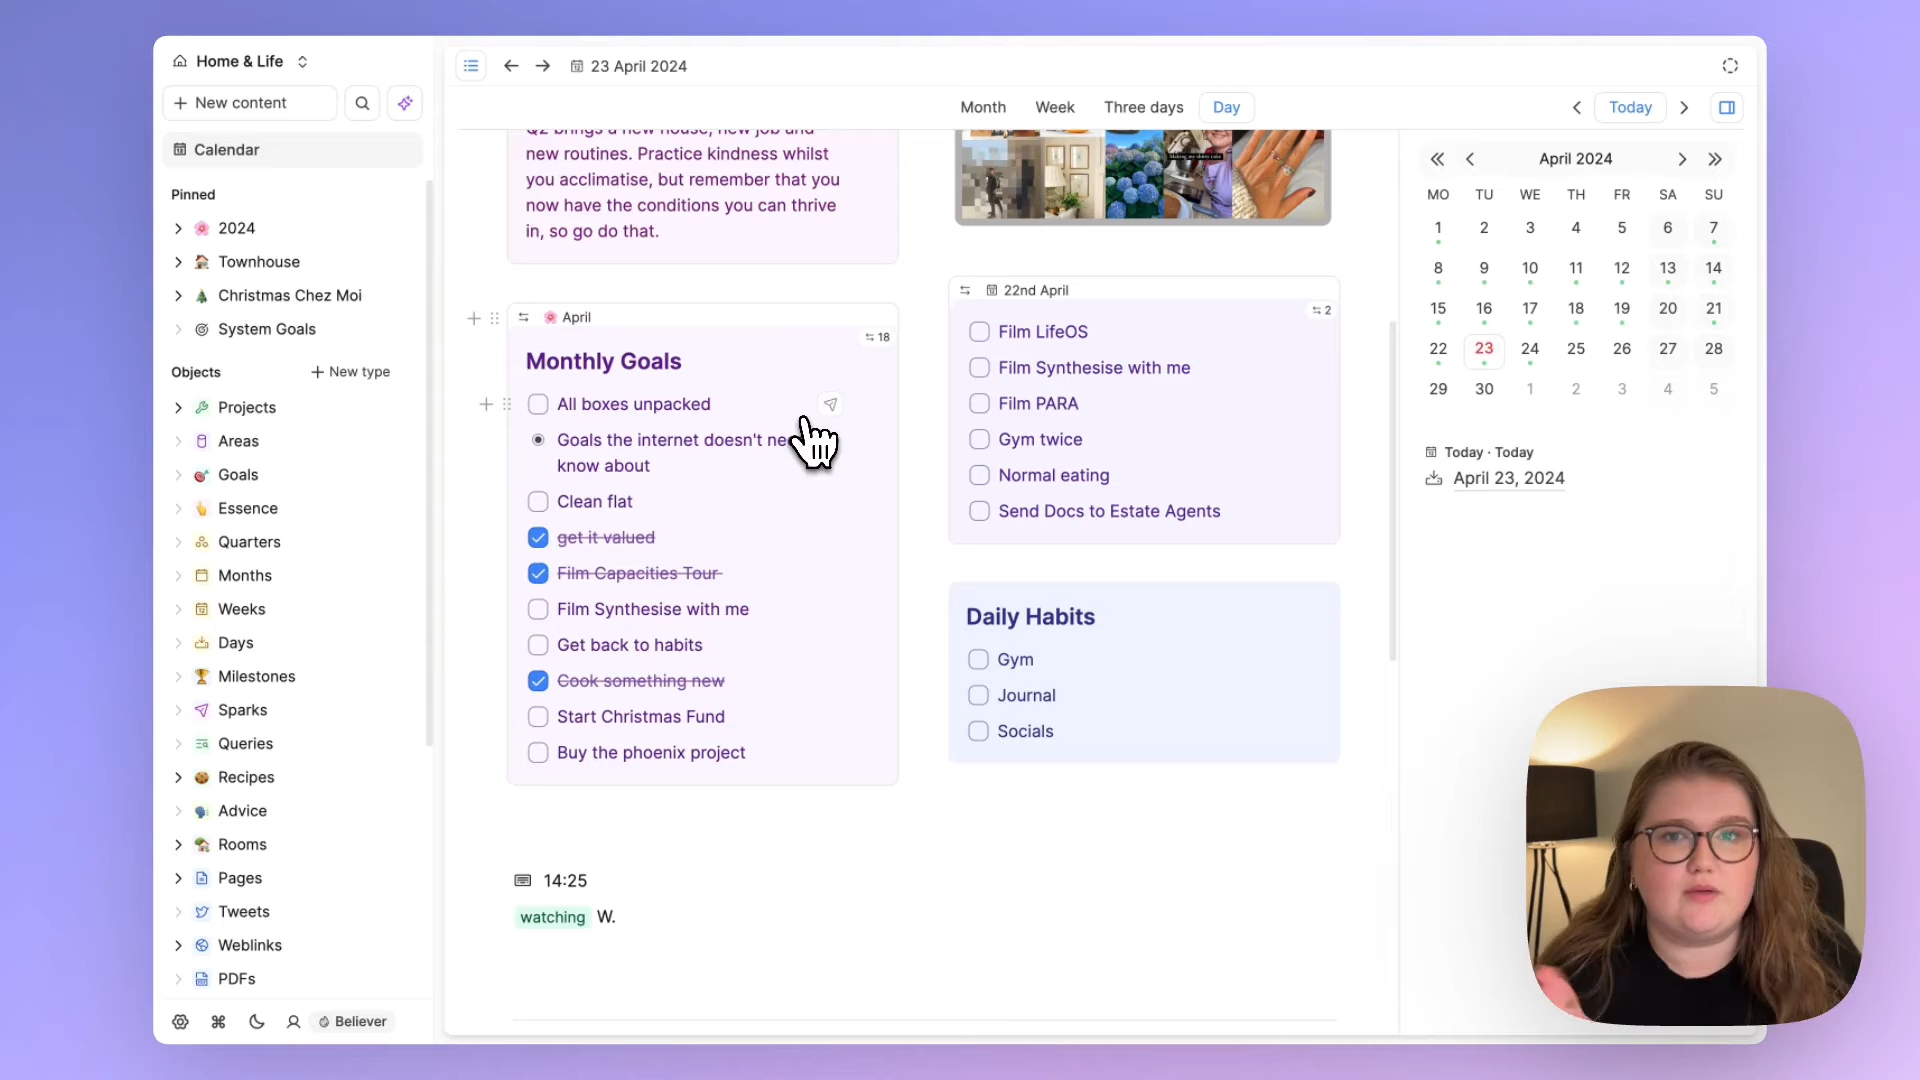 Home & Life
New content
Calendar
Pinned
2024
Townhouse
Christmas Chez Moi
System Goals
Objects
New type
Projects
Areas
Goals
Essence
Quarters
Months
Weeks
Days
Milestones
Sparks
Queries
Recipes
Advice
Rooms
Pages
Tweets
Weblinks
PDFs
Believer
23 April 2024
Month Week Three days Day
Today
Q2 brings a new house, new job and
new routines. Practice kindness whilst
you acclimatise, but remember that you
now have the conditions you can thrive
in, so go do that.
April
18
Monthly Goals
All boxes unpacked
Goals the internet doesn't
know about
Clean flat
get it valued
Film Capacities Tour
Film Synthesise with me
Get back to habits
Cook something new
Start Christmas Fund
Buy the phoenix project
22nd April
2
Film LifeOS
Film Synthesise with me
Film PARA
Gym twice
Normal eating
Send Docs to Estate Agents
Daily Habits
Gym
Journal
Socials
14:25
watching W.
April 2024
MO TU WE TH FR SA SU
1 2 3 4 5 6 7
8 9 10 11 12 13 14
15 16 17 18 19 20 21
22 23 24 25 26 27 28
29 30 1 2 3 4 5
Today · Today
April 23, 2024